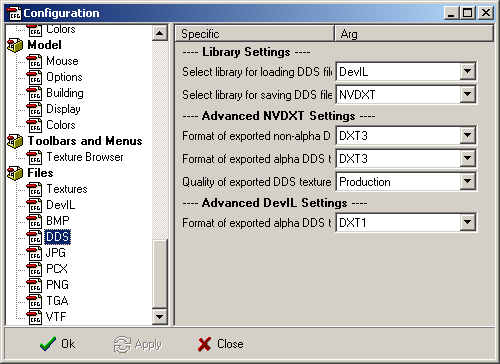 Configuration
Colors
Model
Mouse
Options
Building
Display
Colors
Toolbars and Menus
Texture Browser
Files
Textures
DevIL
BMP
DDS
JPG
PCX
PNG
TGA
VTF
Specific Arg
---- Library Settings ----
Select library for loading DDS file DevIL
Select library for saving DDS file NVDXT
---- Advanced NVDXT Settings ----
Format of exported non-alpha D DXT3
Format of exported alpha DDS t DXT3
Quality of exported DDS texture Production
---- Advanced DevIL Settings ----
Format of exported alpha DDS t DXT1
Ok Apply Close